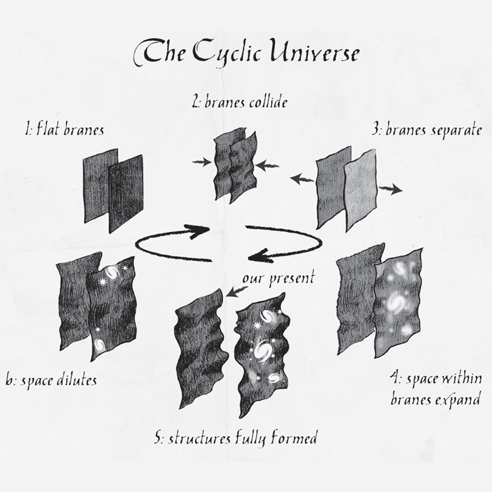 The Cyclic Universe
2: branes collide
1: flat branes
3: branes separate
our present
6: space dilutes
4: space within
branes expand
5: structures fully formed